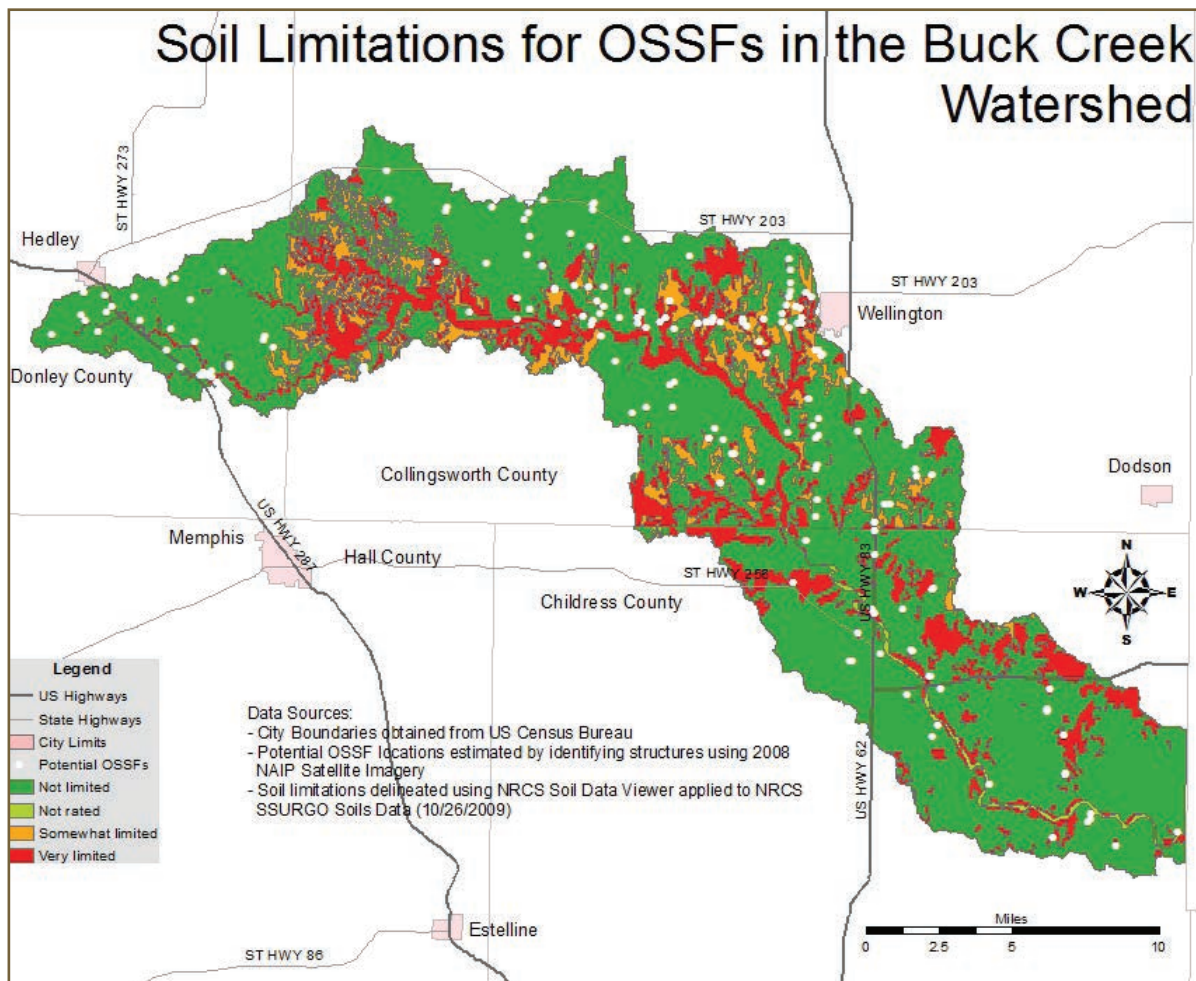 Soil Limitations for OSSFs in the Buck Creek
Watershed
ST HWY 273
Hedley
ST HWY 203
ST HWY 203
Wellington
Donley County
Collingsworth County
Dodson
Memphis
US HWY 287
Hall County
ST HWY 256
Childress County
US HWY 83
N
W
E
S
Legend
US Highways
State Highways
City Limits
Potential OSSFs
Not limited
Not rated
Somewhat limited
Very limited
Data Sources:
- City Boundaries obtained from US Census Bureau
- Potential OSSF locations estimated by identifying structures using 2008
NAIP Satellite Imagery
- Soil limitations delineated using NRCS Soil Data Viewer applied to NRCS
SSURGO Soils Data (10/26/2009)
US HWY 62
Estelline
ST HWY 86
Miles
0 2.5 5 10